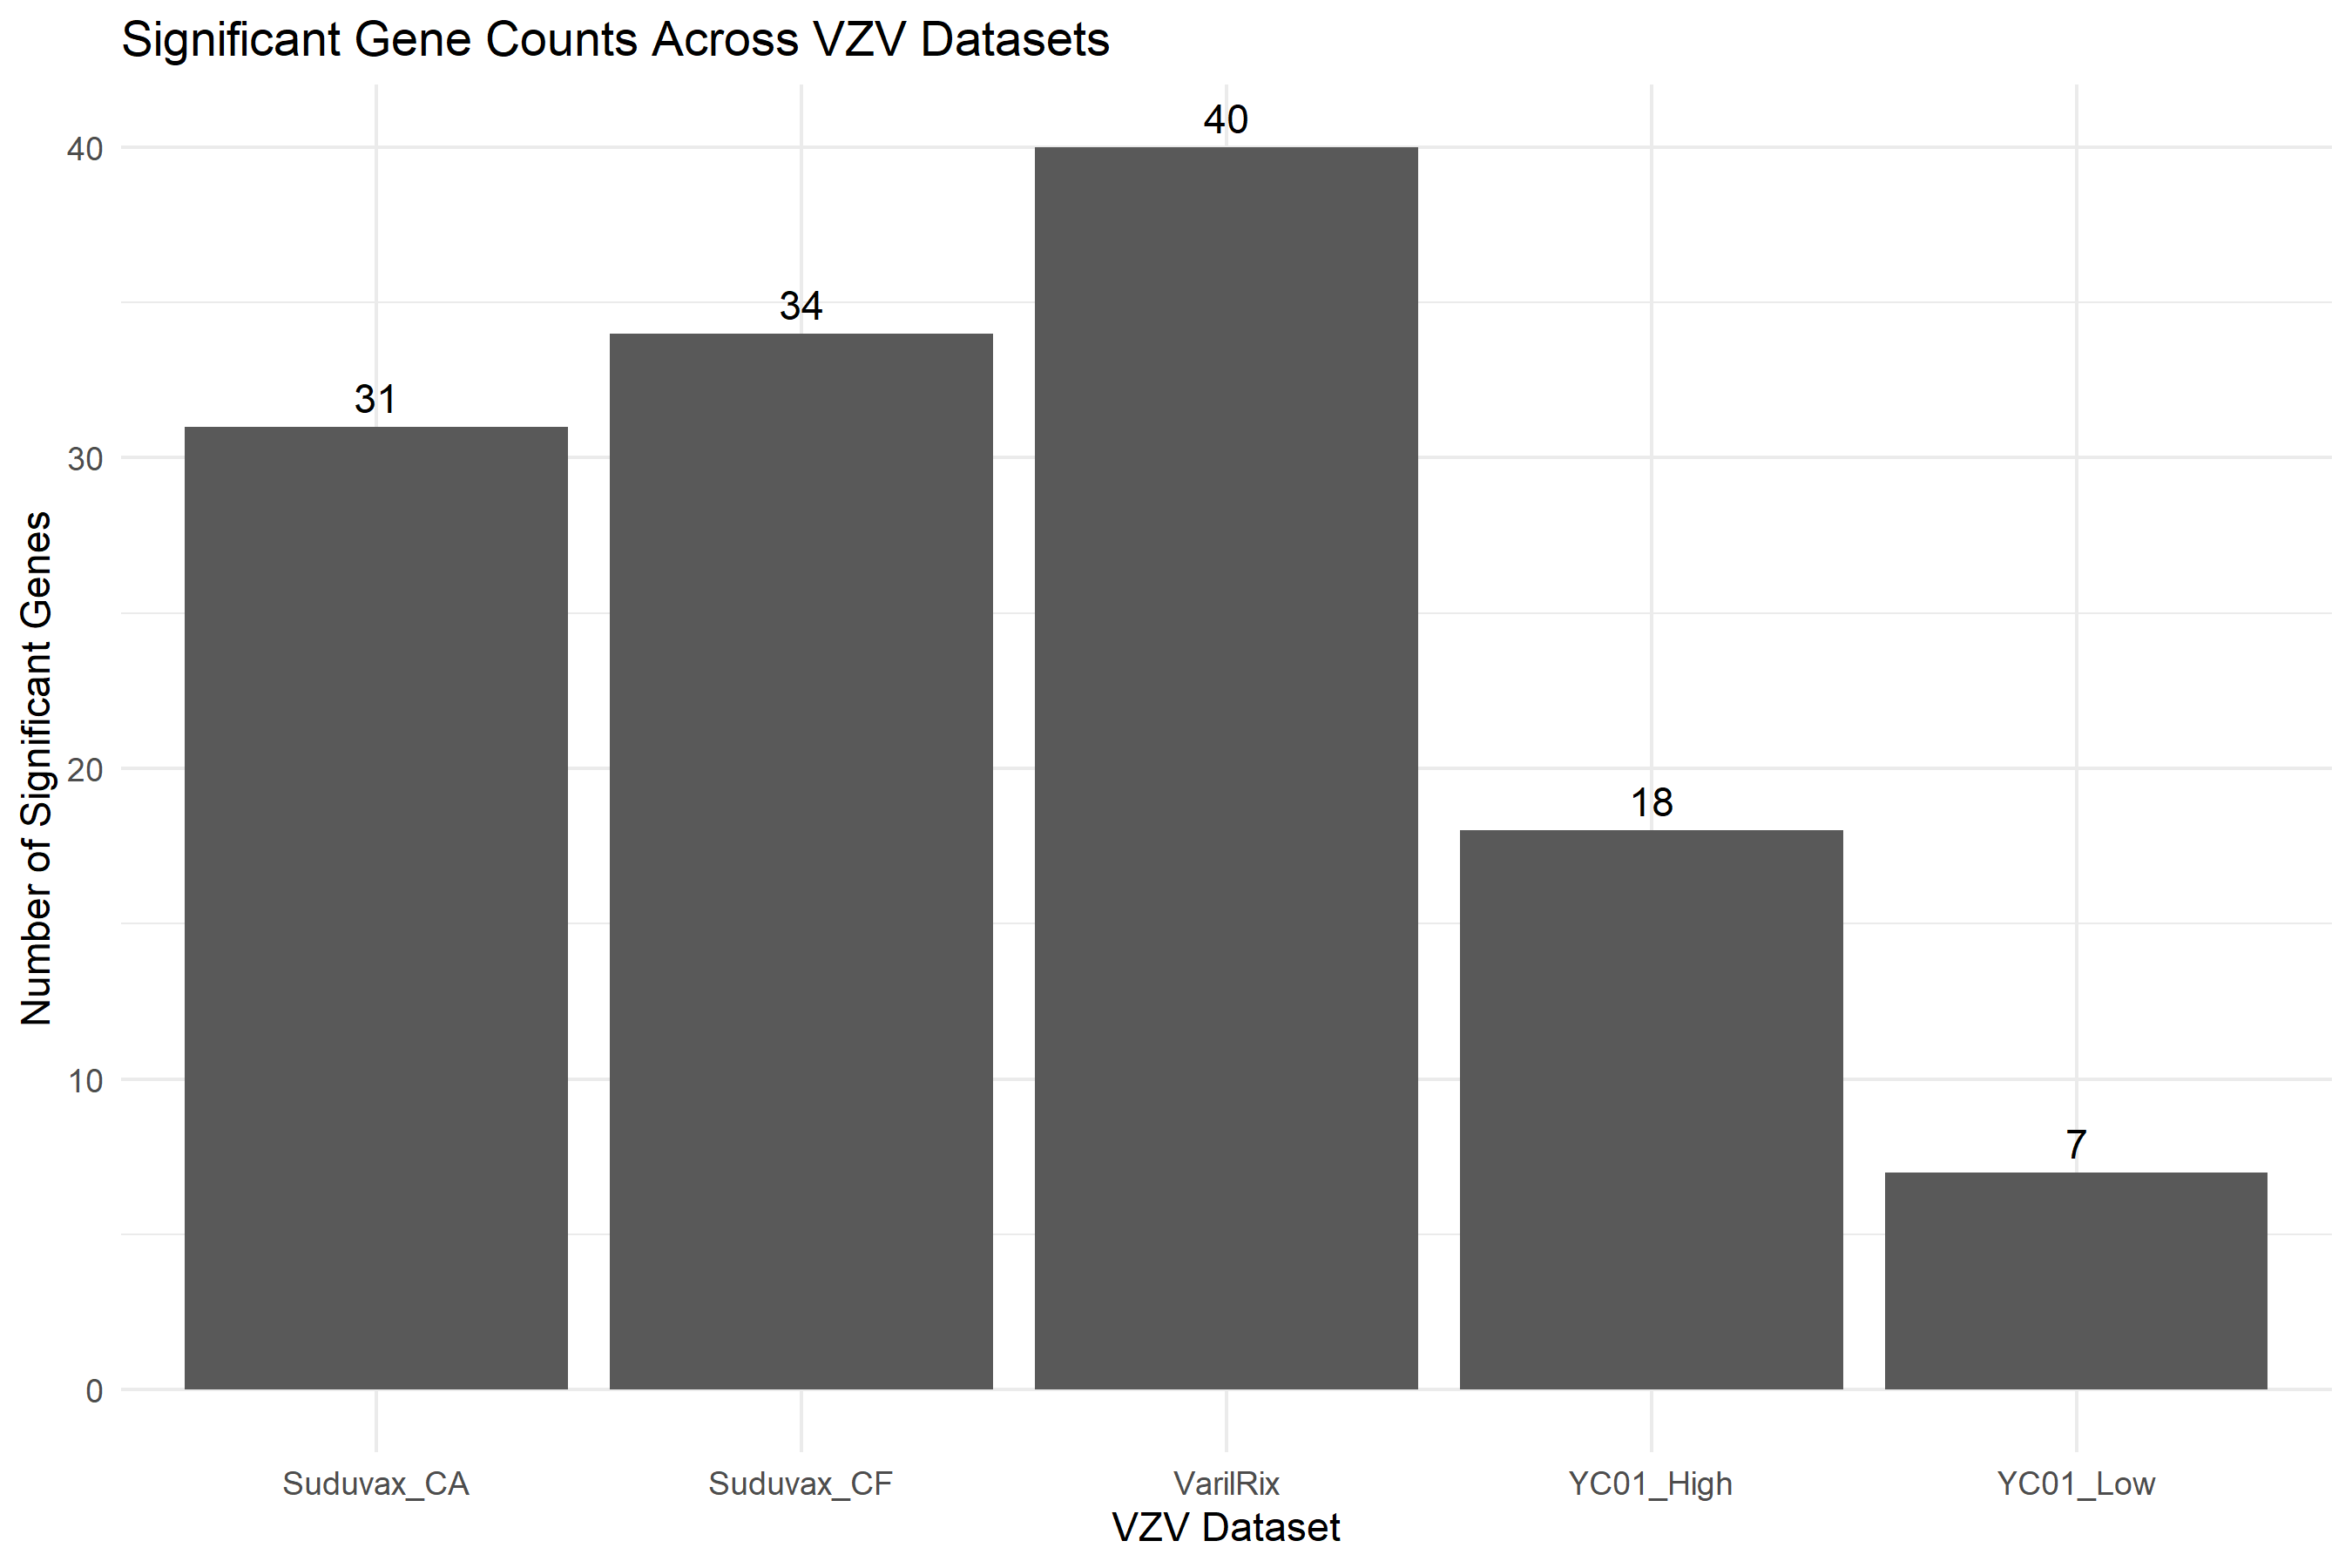 Significant Gene Counts Across VZV Datasets
40
34
31
18
7
40
30
20
10
0
Number of Significant Genes
Suduvax_CA
Suduvax_CF
VarilRix
YC01_High
YC01_Low
VZV Dataset